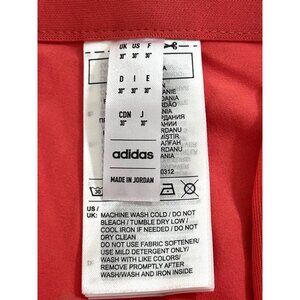 UK US F
30" 30" 30"
D I E
30" 30" 30"
CDN J
30" 30"
adidas
MADE IN JORDAN
0312
US /
UK: MACHINE WASH COLD / DO NOT
BLEACH / TUMBLE DRY LOW /
COOL IRON IF NEEDED / DO NOT
DRY CLEAN
DO NOT USE FABRIC SOFTENER/
USE MILD DETERGENT ONLY/
WASH WITH LIKE COLORS/
REMOVE PROMPTLY AFTER
WASH/WASH AND IRON INSIDE